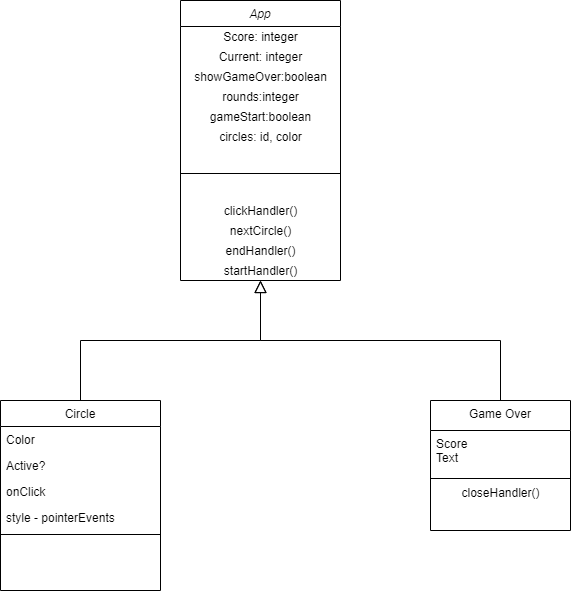 App
Score: integer
Current: integer
showGameOver:boolean
rounds:integer
gameStart:boolean
circles: id, color
clickHandler()
nextCircle()
endHandler()
startHandler()
Circle
Color
Active?
onClick
style - pointerEvents
Game Over
Score
Text
closeHandler()